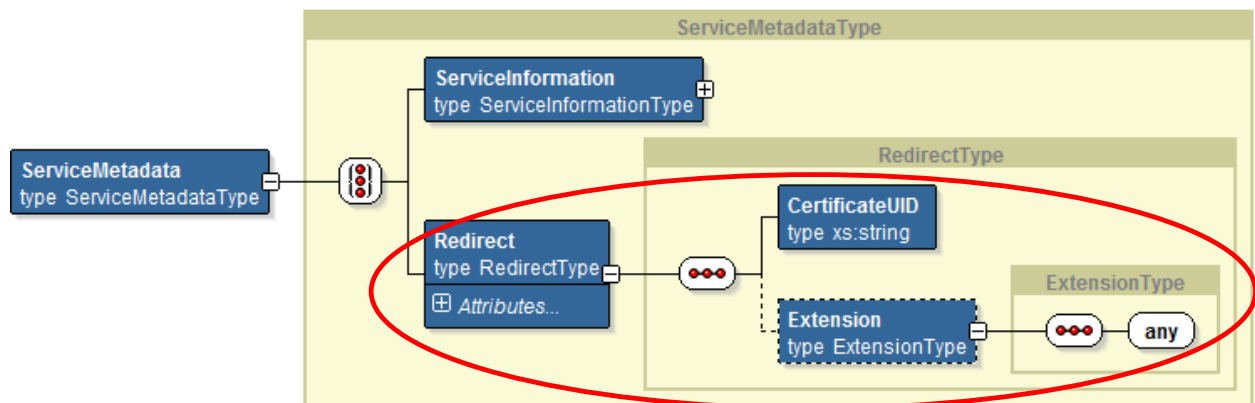 ServiceMetadataType
ServiceInformation
type ServiceInformationType
ServiceMetadata
type ServiceMetadataType
RedirectType
CertificateUID
type xs:string
Redirect
type RedirectType
Attributes...
ExtensionType
Extension
type ExtensionType
any